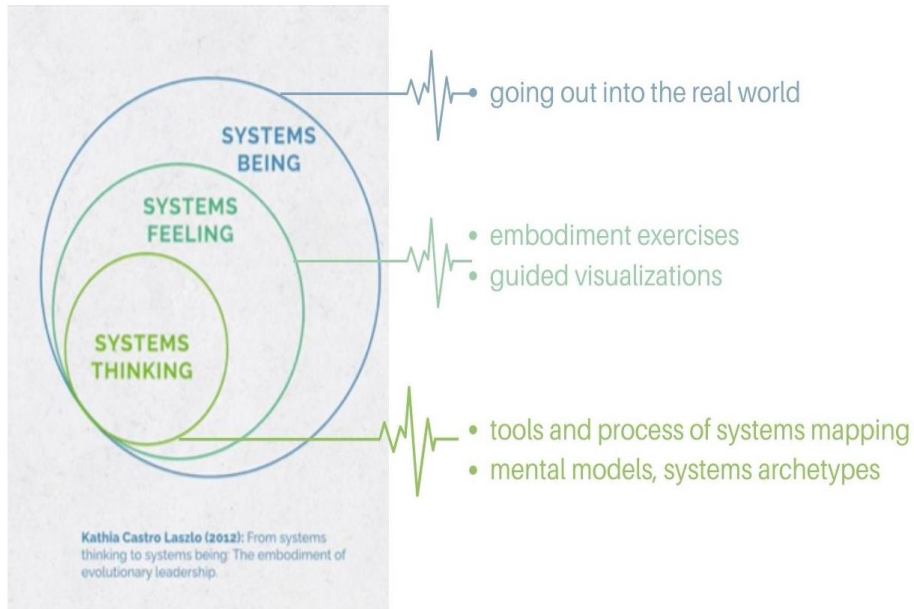 SYSTEMS
BEING
• going out into the real world
SYSTEMS
FEELING
• embodiment exercises
• guided visualizations
SYSTEMS
THINKING
• tools and process of systems mapping
• mental models, systems archetypes
Kathia Castro Laszlo (2012): From systems
thinking to systems being: The embodiment of
evolutionary leadership.